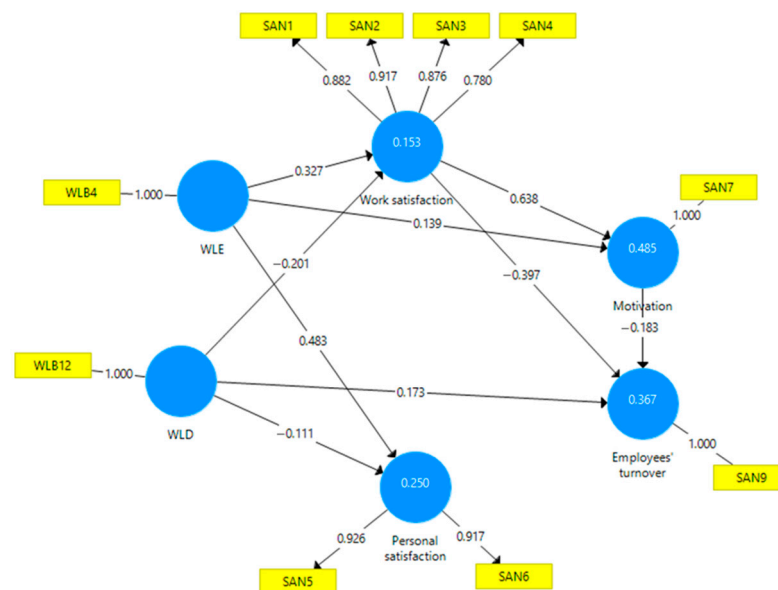 SAN1
SAN2
SAN3
SAN4
0.882
0.917
0.876
0.780
0.153
Work satisfaction
WLB4
1.000
WLE
0.327
0.139
0.638
SAN7
1.000
0.485
Motivation
−0.201
−0.397
−0.183
0.483
WLB12
1.000
WLD
0.173
−0.111
0.367
Employees'
turnover
1.000
SAN9
0.250
Personal
satisfaction
0.926
0.917
SAN5
SAN6